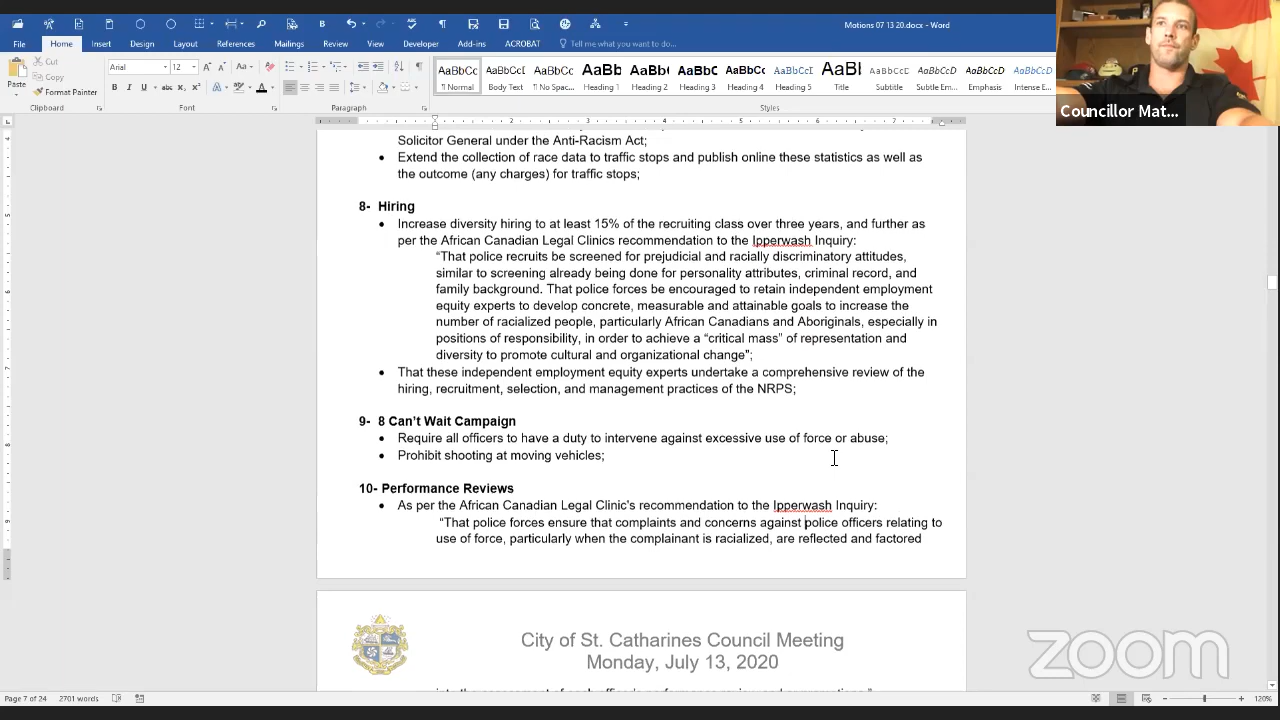 Motions 07 13 20.docx - Word
File Home Insert Design Layout References Mailings Review View Developer Add-ins ACROBAT Tell me what you want to do...
Paste
Cut
Copy
Format Painter
Clipboard
Arial 12
Font
Paragraph
AaBbCc AaBbCcI AaBbCc AaBb AaBbI AaBbC AaBbCc AaBbCcI AaBl AaBbCc AaBbCcD AaBbCcD AaBbCcDd
¶ Normal Body Text ¶ No Spac... Heading 1 Heading 2 Heading 3 Heading 4 Heading 5 Title Subtitle Subtle Em... Emphasis Intense E...
Styles
Councillor Mat...
Solicitor General under the Anti-Racism Act;
• Extend the collection of race data to traffic stops and publish online these statistics as well as
the outcome (any charges) for traffic stops;
8- Hiring
• Increase diversity hiring to at least 15% of the recruiting class over three years, and further as
per the African Canadian Legal Clinics recommendation to the Ipperwash Inquiry:
“That police recruits be screened for prejudicial and racially discriminatory attitudes,
similar to screening already being done for personality attributes, criminal record, and
family background. That police forces be encouraged to retain independent employment
equity experts to develop concrete, measurable and attainable goals to increase the
number of racialized people, particularly African Canadians and Aboriginals, especially in
positions of responsibility, in order to achieve a “critical mass” of representation and
diversity to promote cultural and organizational change”;
• That these independent employment equity experts undertake a comprehensive review of the
hiring, recruitment, selection, and management practices of the NRPS;
9- 8 Can’t Wait Campaign
• Require all officers to have a duty to intervene against excessive use of force or abuse;
• Prohibit shooting at moving vehicles;
10- Performance Reviews
• As per the African Canadian Legal Clinic’s recommendation to the Ipperwash Inquiry:
“That police forces ensure that complaints and concerns against police officers relating to
use of force, particularly when the complainant is racialized, are reflected and factored
City of St. Catharines Council Meeting
Monday, July 13, 2020
zoom
Page 7 of 24 2701 words 120%